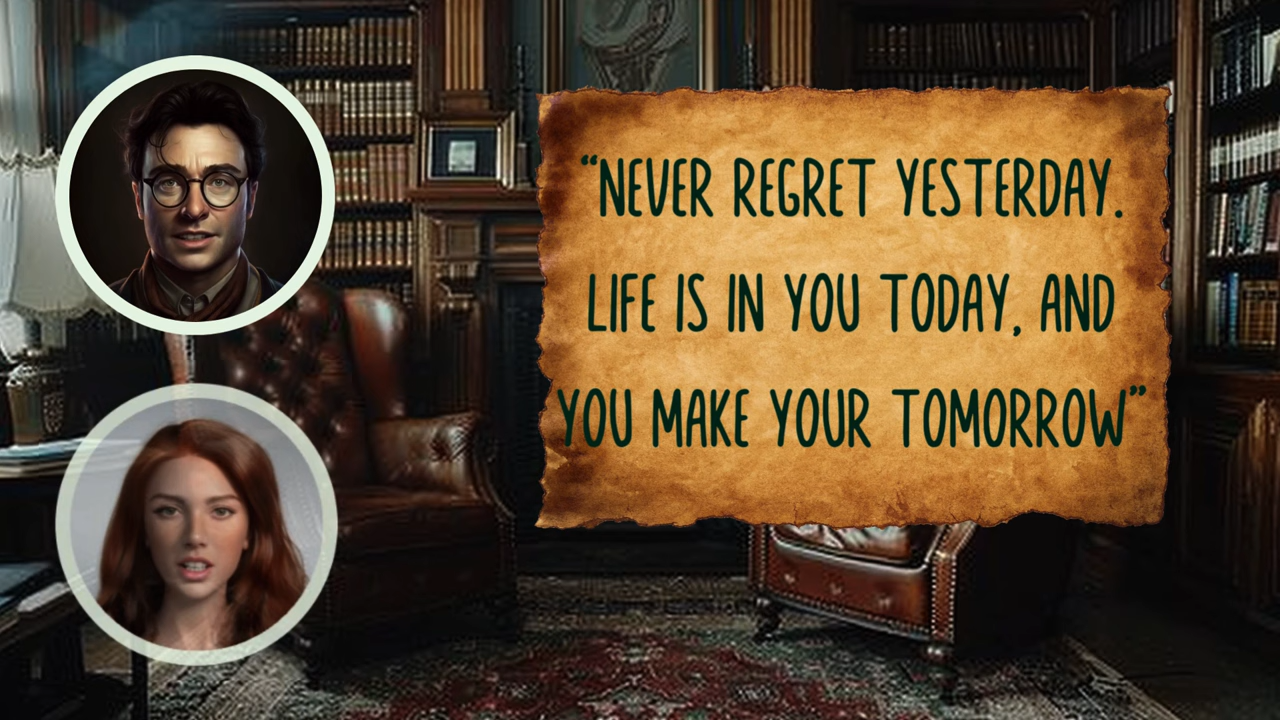 “NEVER REGRET YESTERDAY.
LIFE IS IN YOU TODAY, AND
YOU MAKE YOUR TOMORROW”